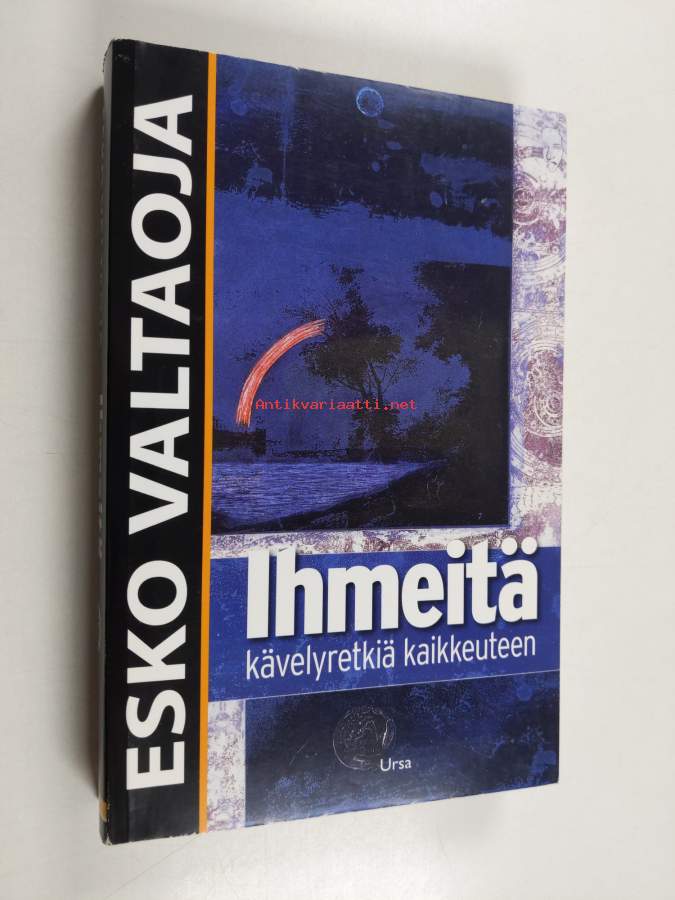 ESKO VALTAOJA
Antikvariaatti.net
Ihmeitä
kävelyretkiä kaikkeuteen
Ursa